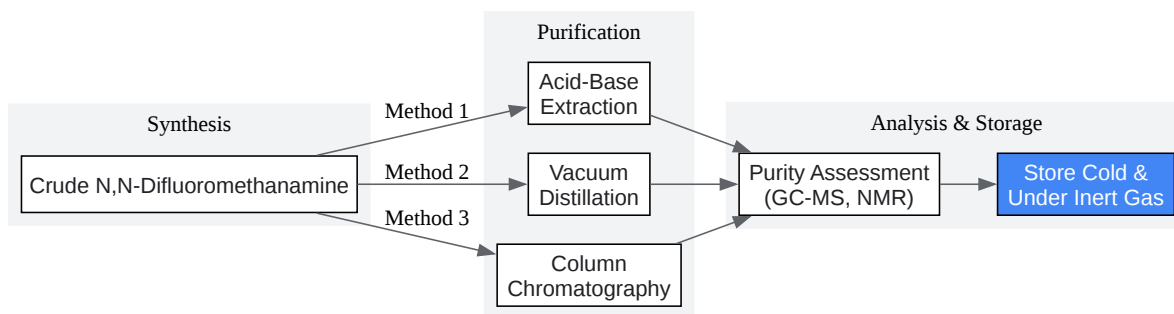 Synthesis
Crude N,N-Difluoromethanamine
Method 1
Method 2
Method 3
Purification
Acid-Base
Extraction
Vacuum
Distillation
Column
Chromatography
Analysis & Storage
Purity Assessment
(GC-MS, NMR)
Store Cold &
Under Inert Gas